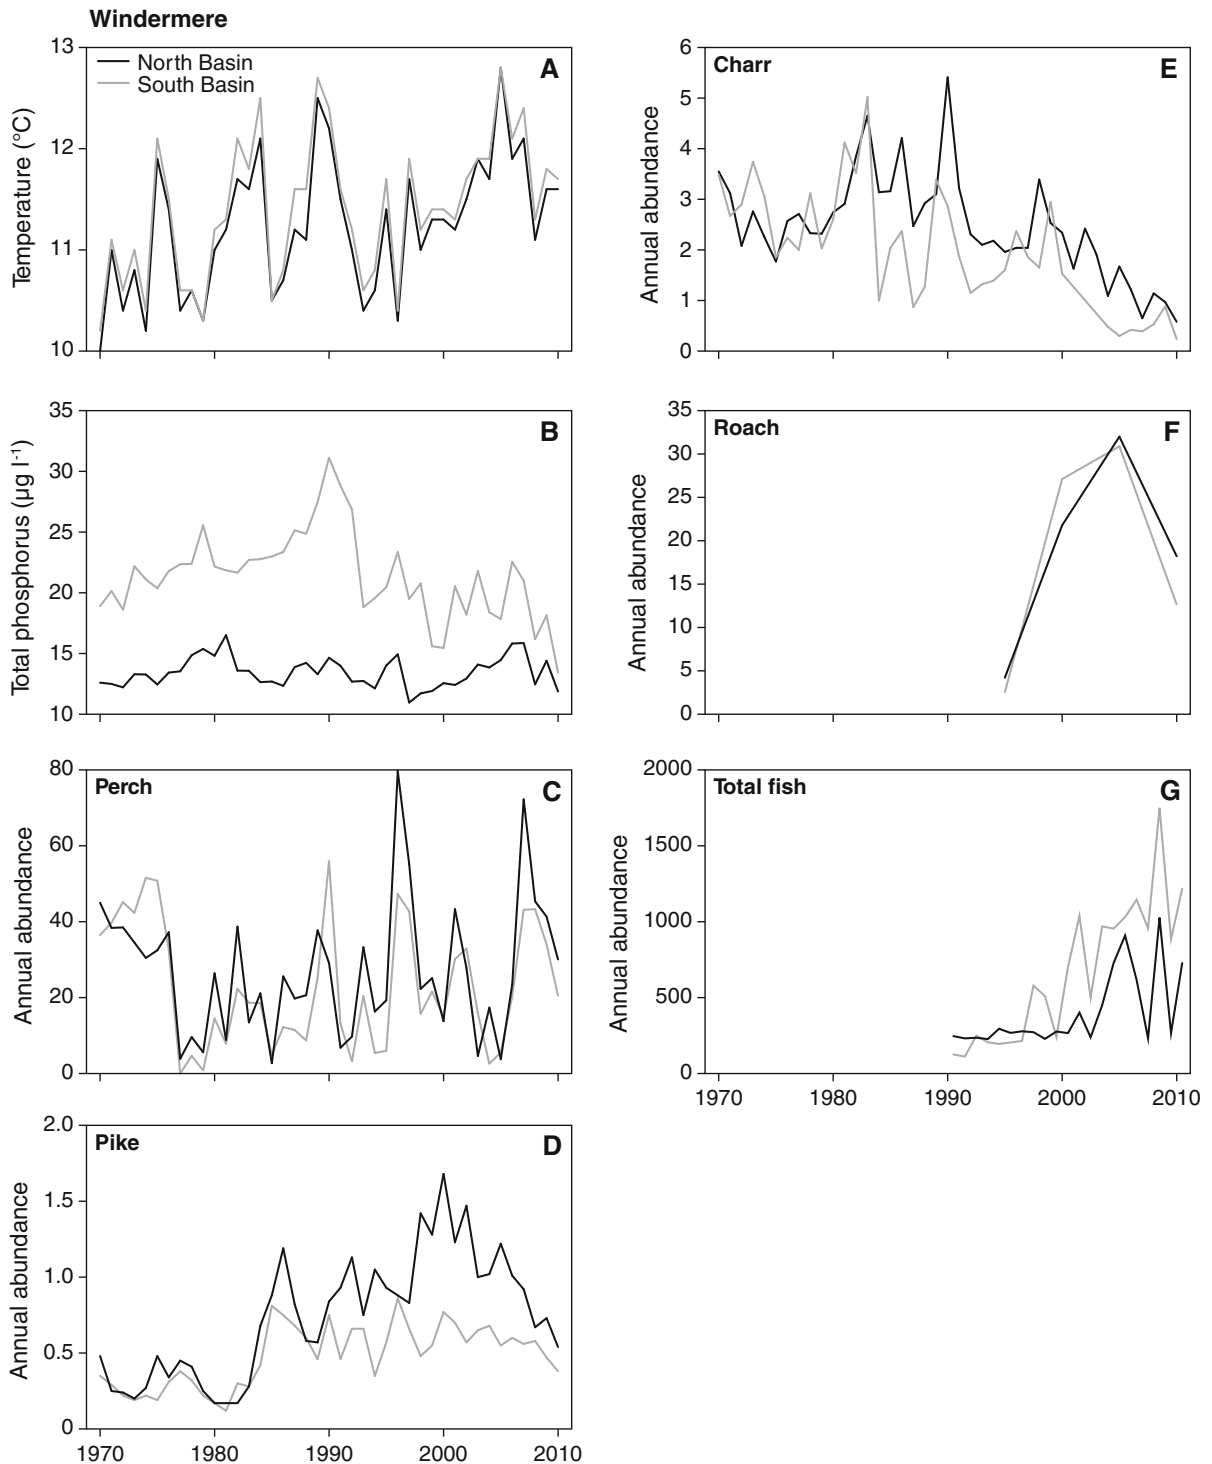 Windermere
A
North Basin
South Basin
Temperature (°C)
13
12
11
10
B
Total phosphorus (µg l-1)
35
30
25
20
15
10
Perch
C
Annual abundance
80
60
40
20
0
Pike
D
Annual abundance
2.0
1.5
1.0
0.5
0
1970 1980 1990 2000 2010
Charr
E
Annual abundance
6
5
4
3
2
1
0
Roach
F
Annual abundance
35
30
25
20
15
10
5
0
Total fish
G
Annual abundance
2000
1500
1000
500
0
1970 1980 1990 2000 2010